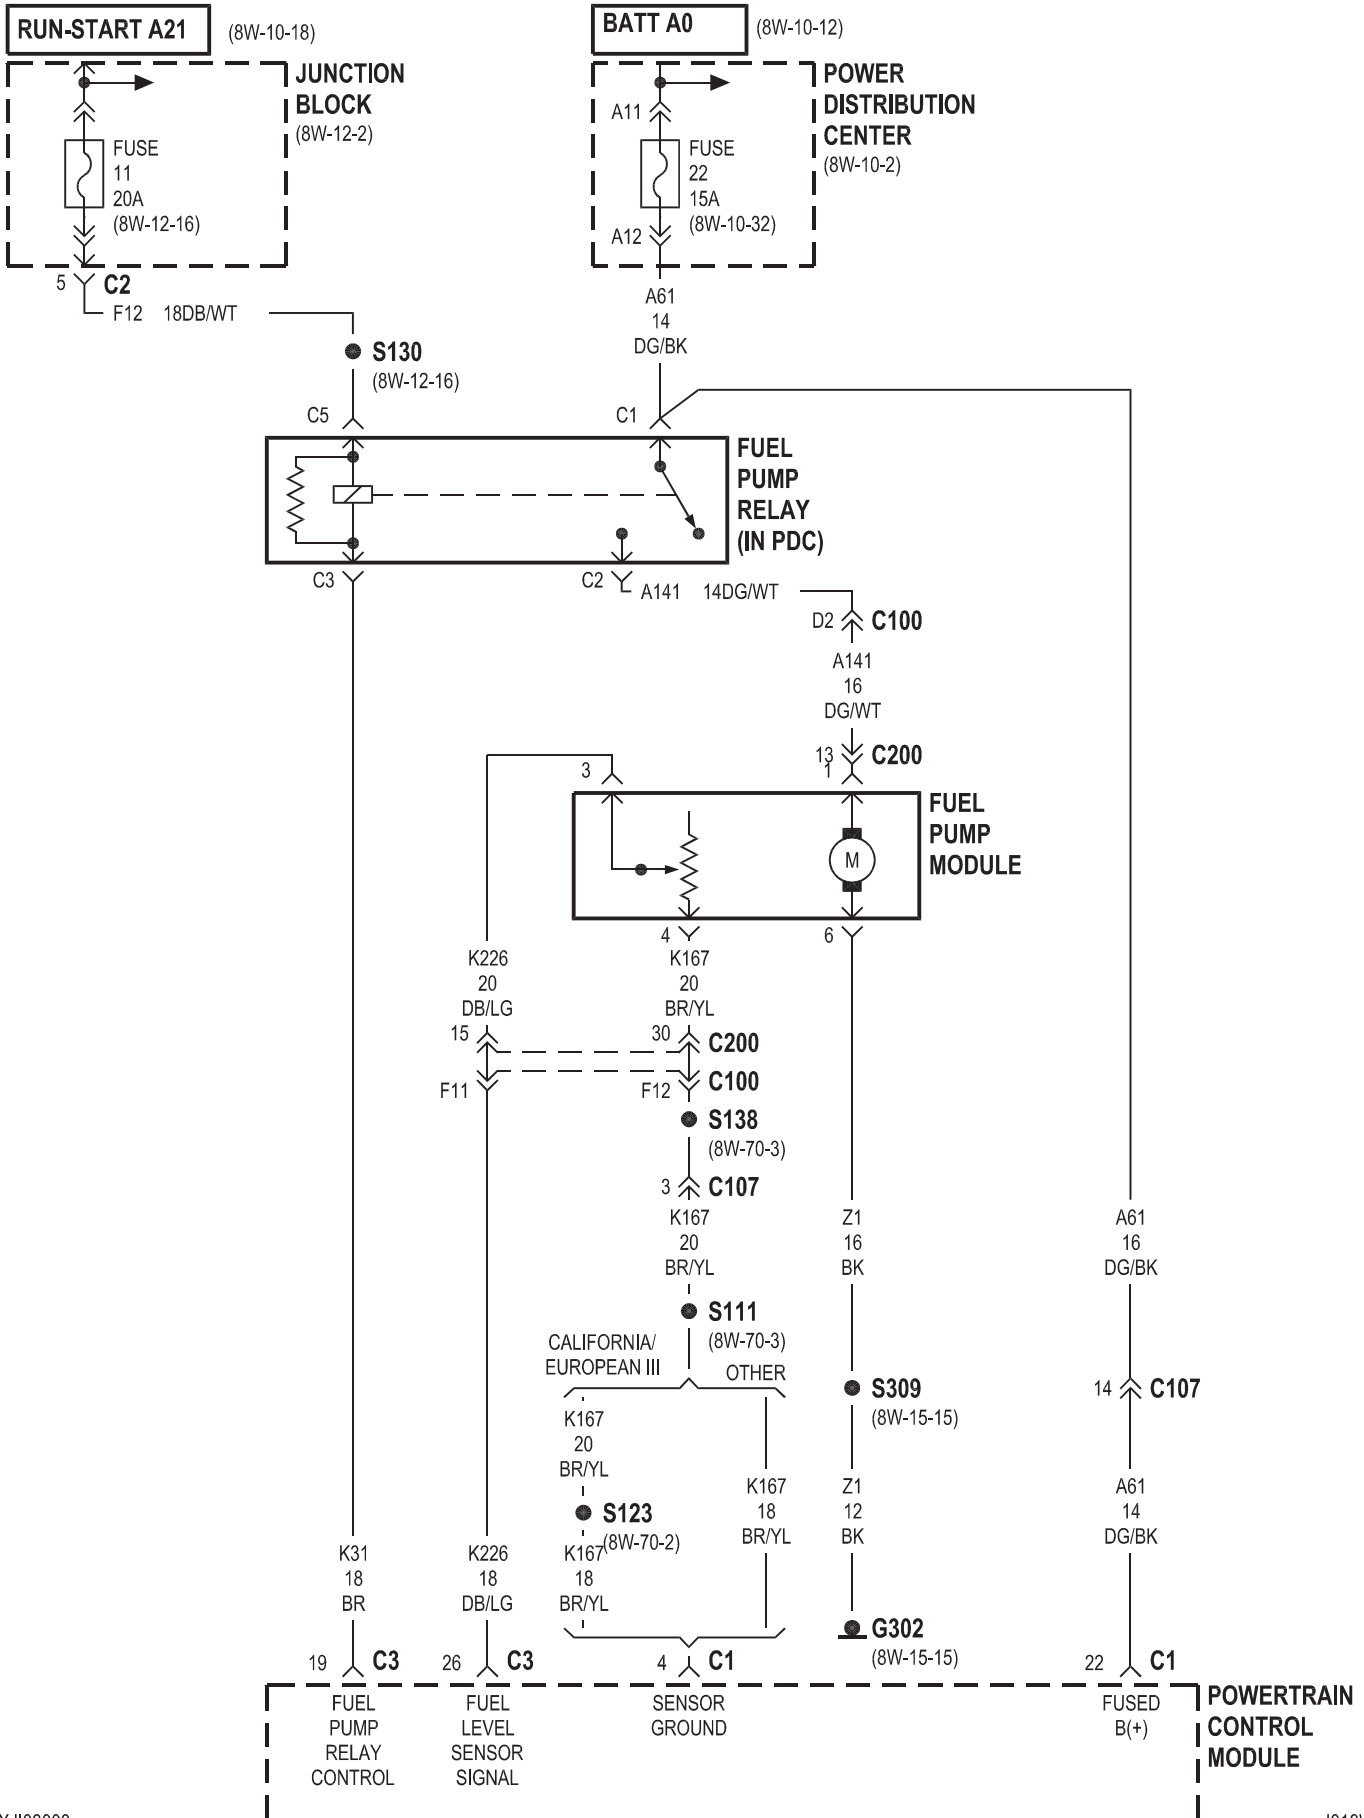 RUN-START A21
(8W-10-18)
BATT A0
(8W-10-12)
JUNCTION
BLOCK
(8W-12-2)
FUSE
11
20A
(8W-12-16)
5
C2
F12 18DB/WT
S130
(8W-12-16)
POWER
DISTRIBUTION
CENTER
(8W-10-2)
A11
FUSE
22
15A
(8W-10-32)
A12
A61
14
DG/BK
C5
C1
FUEL
PUMP
RELAY
(IN PDC)
C3
C2
A141 14DG/WT
D2
C100
A141
16
DG/WT
13
C200
3
1
FUEL
PUMP
MODULE
M
4
6
K226
20
DB/LG
K167
20
BR/YL
15
30
C200
F11
F12
C100
S138
(8W-70-3)
3
C107
K167
20
BR/YL
Z1
16
BK
A61
16
DG/BK
S111
(8W-70-3)
CALIFORNIA/
EUROPEAN III
OTHER
S309
(8W-15-15)
14
C107
K167
20
BR/YL
S123
(8W-70-2)
K167
18
BR/YL
K167
18
BR/YL
Z1
12
BK
A61
14
DG/BK
K31
18
BR
K226
18
DB/LG
G302
(8W-15-15)
19
C3
26
C3
4
C1
22
C1
FUEL
PUMP
RELAY
CONTROL
FUEL
LEVEL
SENSOR
SIGNAL
SENSOR
GROUND
FUSED
B(+)
POWERTRAIN
CONTROL
MODULE